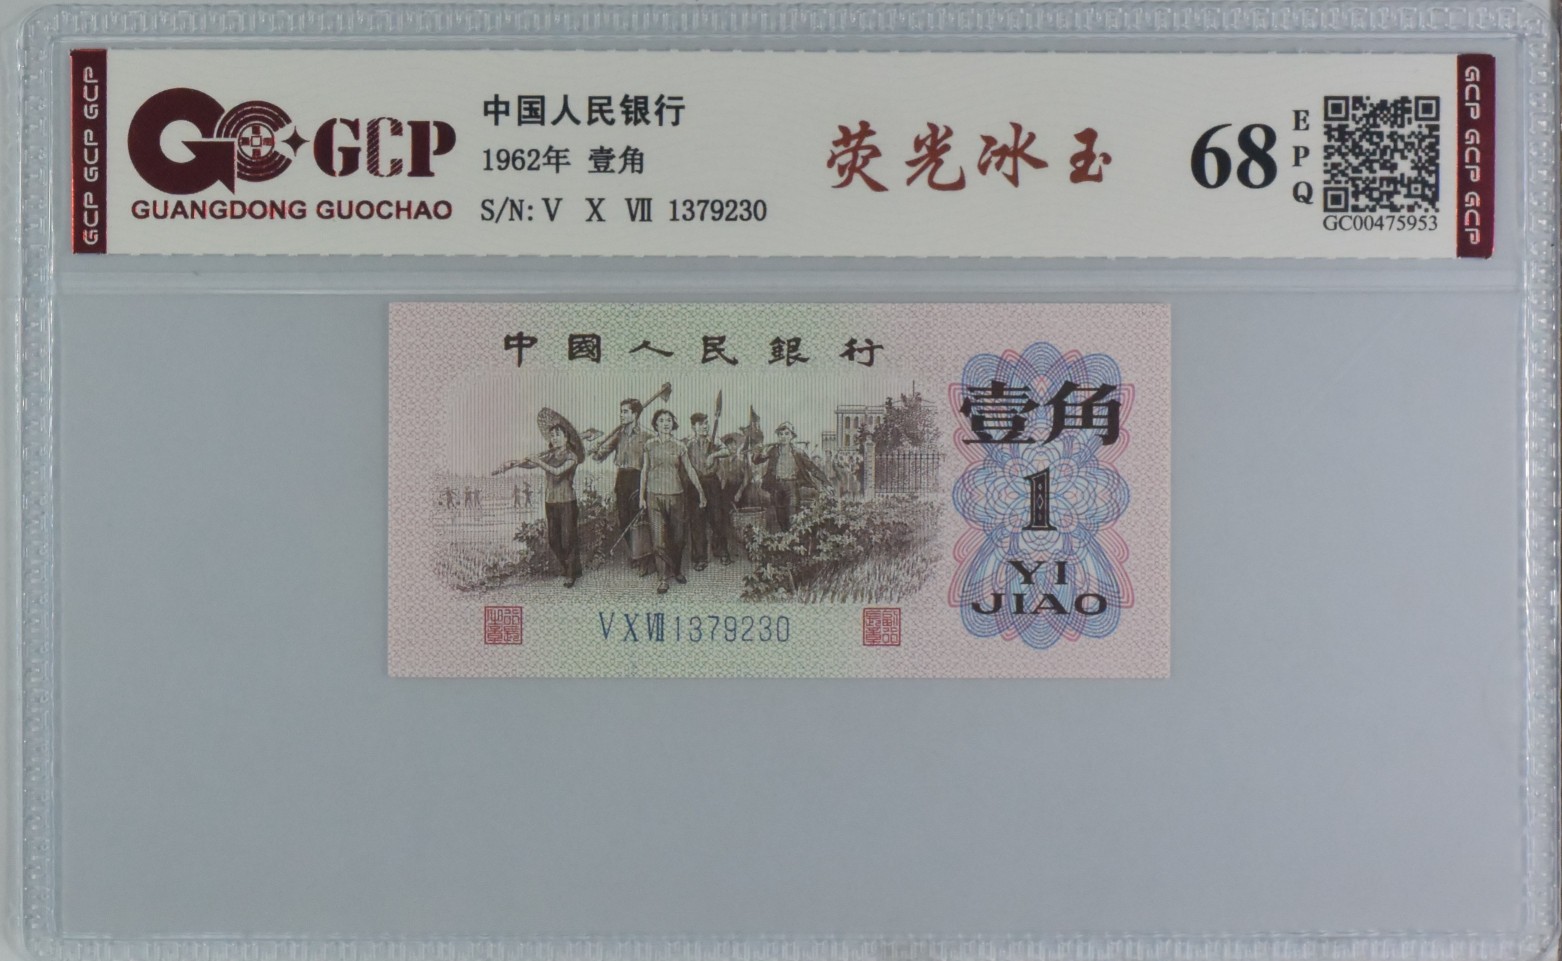 GCP GCP GCP
GCP
GUANGDONG GUOCHAO
中国人民银行
1962年 壹角
S/N: V X Ⅶ 1379230
荧光冰玉
68
EPQ
GC00475953
GCP GCP GCP
中國人民銀行
壹角
1
YI
JIAO
V X Ⅶ 1379230